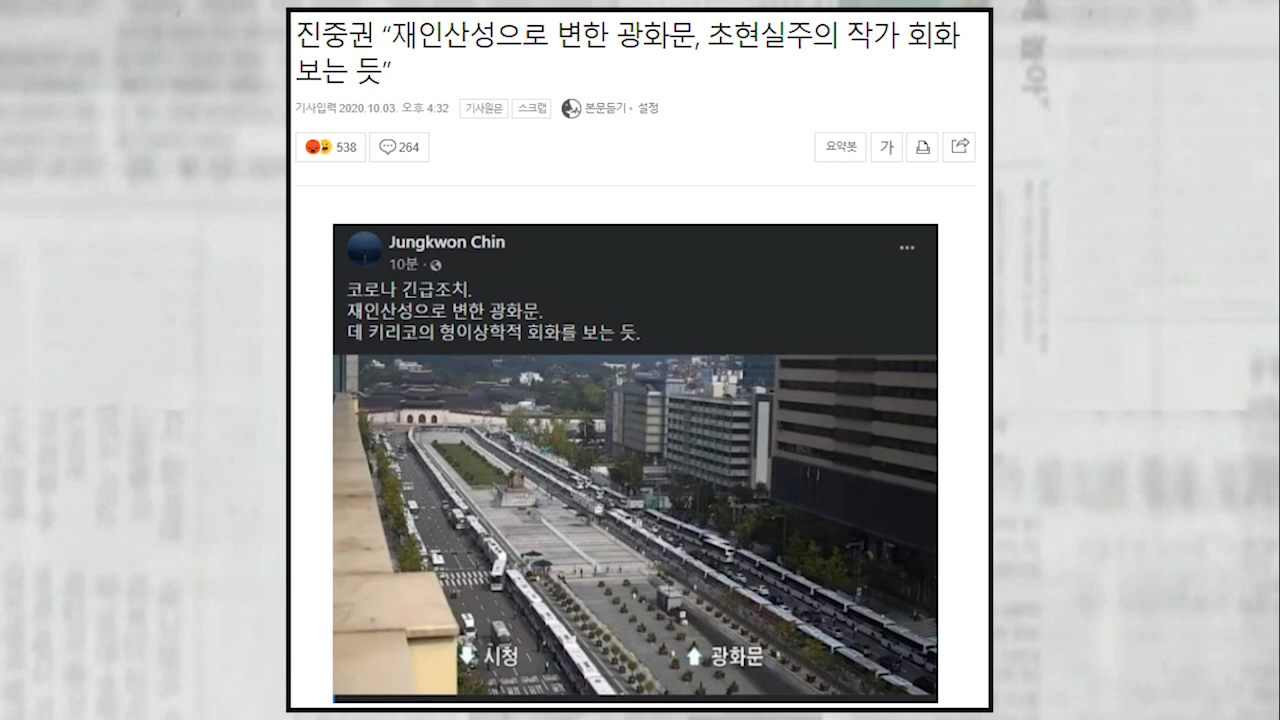 진중권 “재인산성으로 변한 광화문, 초현실주의 작가 회화
보는 듯”
기사입력 2020.10.03. 오후 4:32 기사원문 스크랩 본문듣기 · 설정
538 264 요약봇 가
Jungkwon Chin
10분 ·
코로나 긴급조치.
재인산성으로 변한 광화문.
데 키리코의 형이상학적 회화를 보는 듯.
시청 광화문